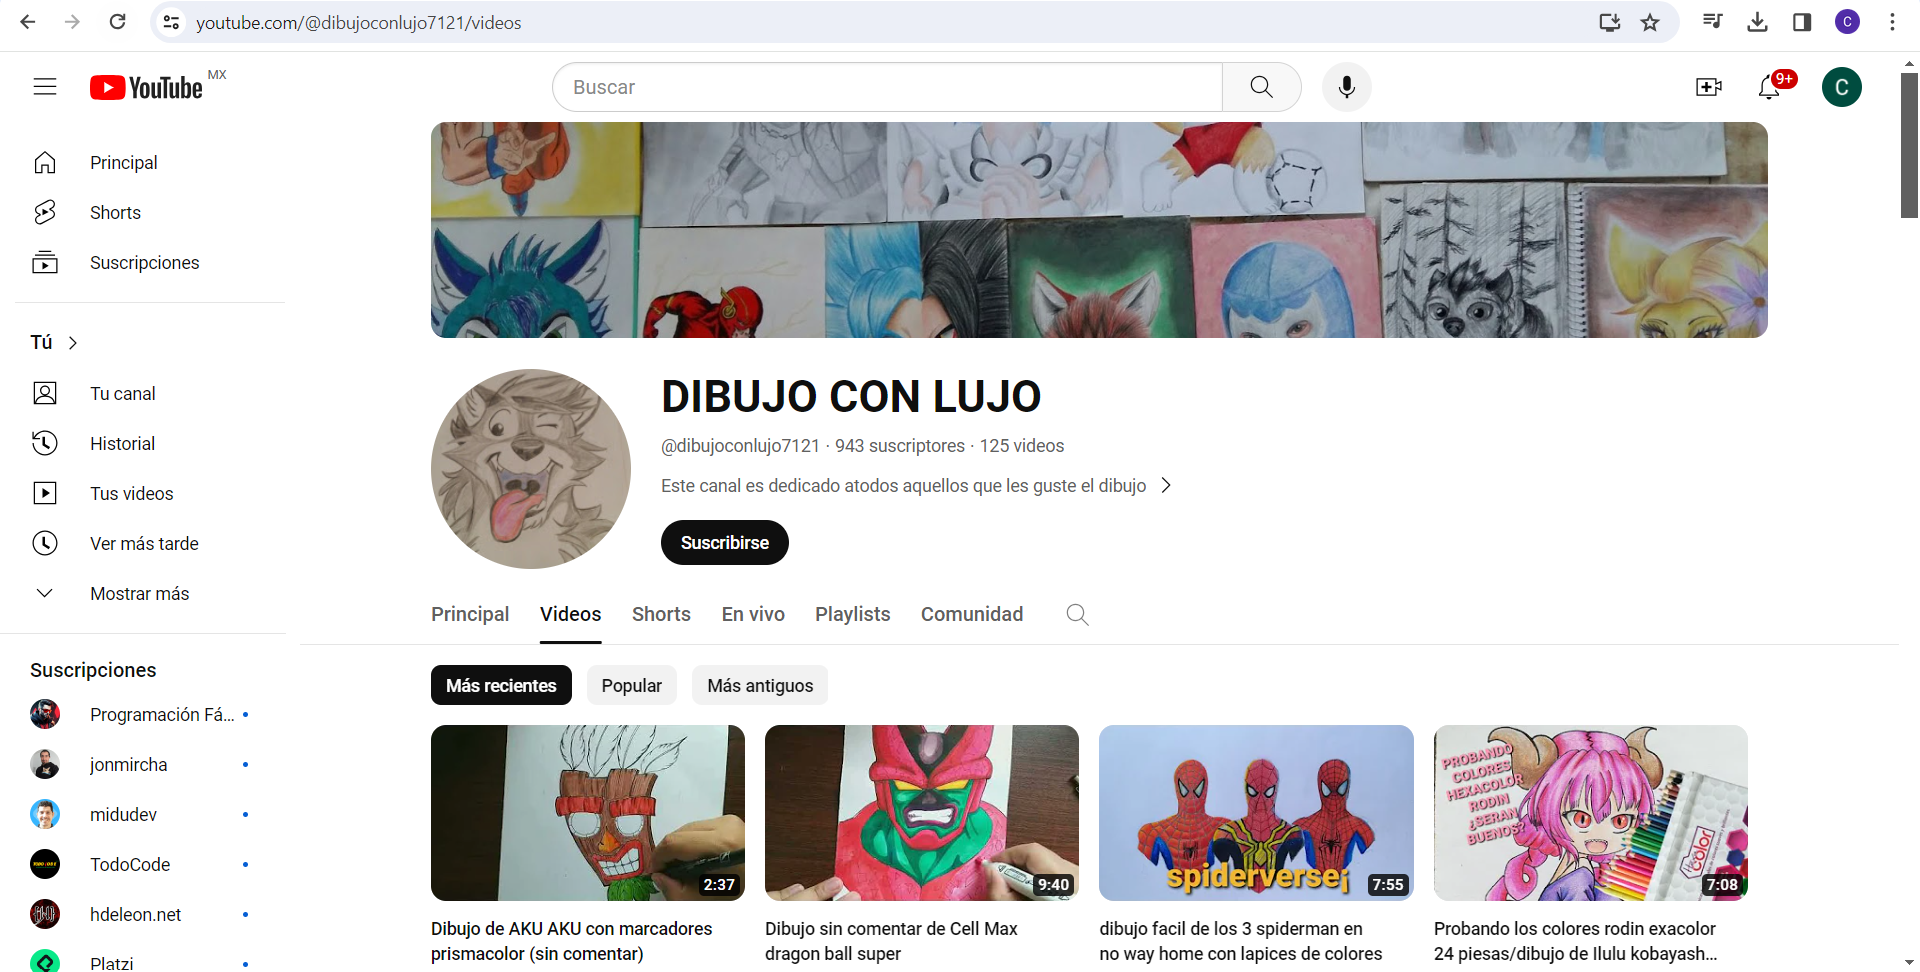 youtube.com/@dibujoconlujo7121/videos
C
YouTube MX
Buscar
9+
C
Principal
Shorts
Suscripciones
Tú
Tu canal
Historial
Tus videos
Ver más tarde
Mostrar más
Suscripciones
Programación Fá...
jonmircha
midudev
TodoCode
hdeleon.net
Platzi
DIBUJO CON LUJO
@dibujoconlujo7121 · 943 suscriptores · 125 videos
Este canal es dedicado atodos aquellos que les guste el dibujo
Suscribirse
Principal Videos Shorts En vivo Playlists Comunidad
Más recientes Popular Más antiguos
2:37
Dibujo de AKU AKU con marcadores
prismacolor (sin comentar)
9:40
Dibujo sin comentar de Cell Max
dragon ball super
spiderverse¡
7:55
dibujo facil de los 3 spiderman en
no way home con lapices de colores
PROBANDO
COLORES
HEXACOLOR
RODIN
¿SERAN
BUENOS?
color
7:08
Probando los colores rodin exacolor
24 piesas/dibujo de Ilulu kobayash...